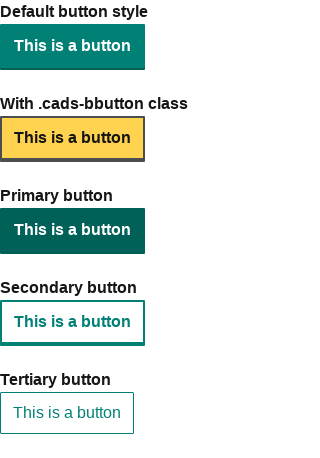 Default button style
This is a button
With .cads-bbutton class
This is a button
Primary button
This is a button
Secondary button
This is a button
Tertiary button
This is a button